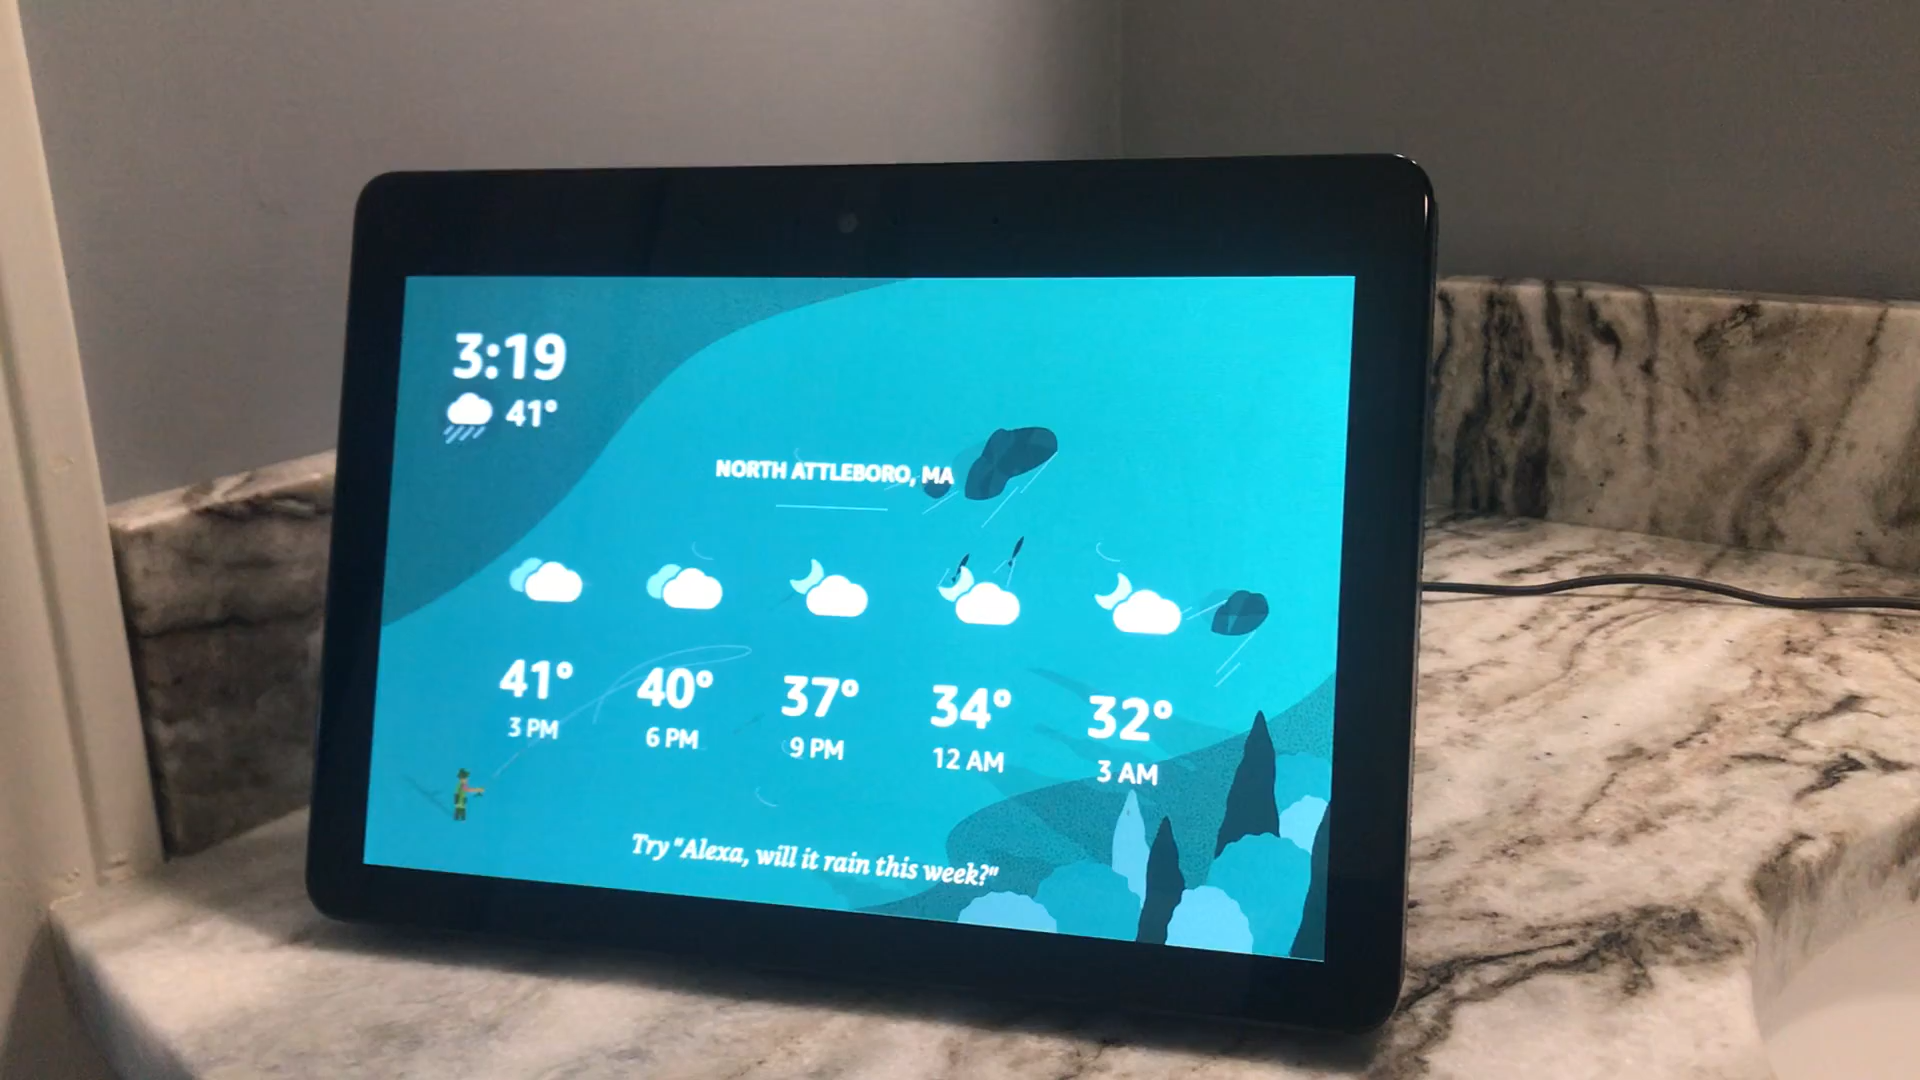 3:19
41°
NORTH ATTLEBORO, MA
41° 40° 37° 34° 32°
3 PM 6 PM 9 PM 12 AM 3 AM
Try "Alexa, will it rain this week?"